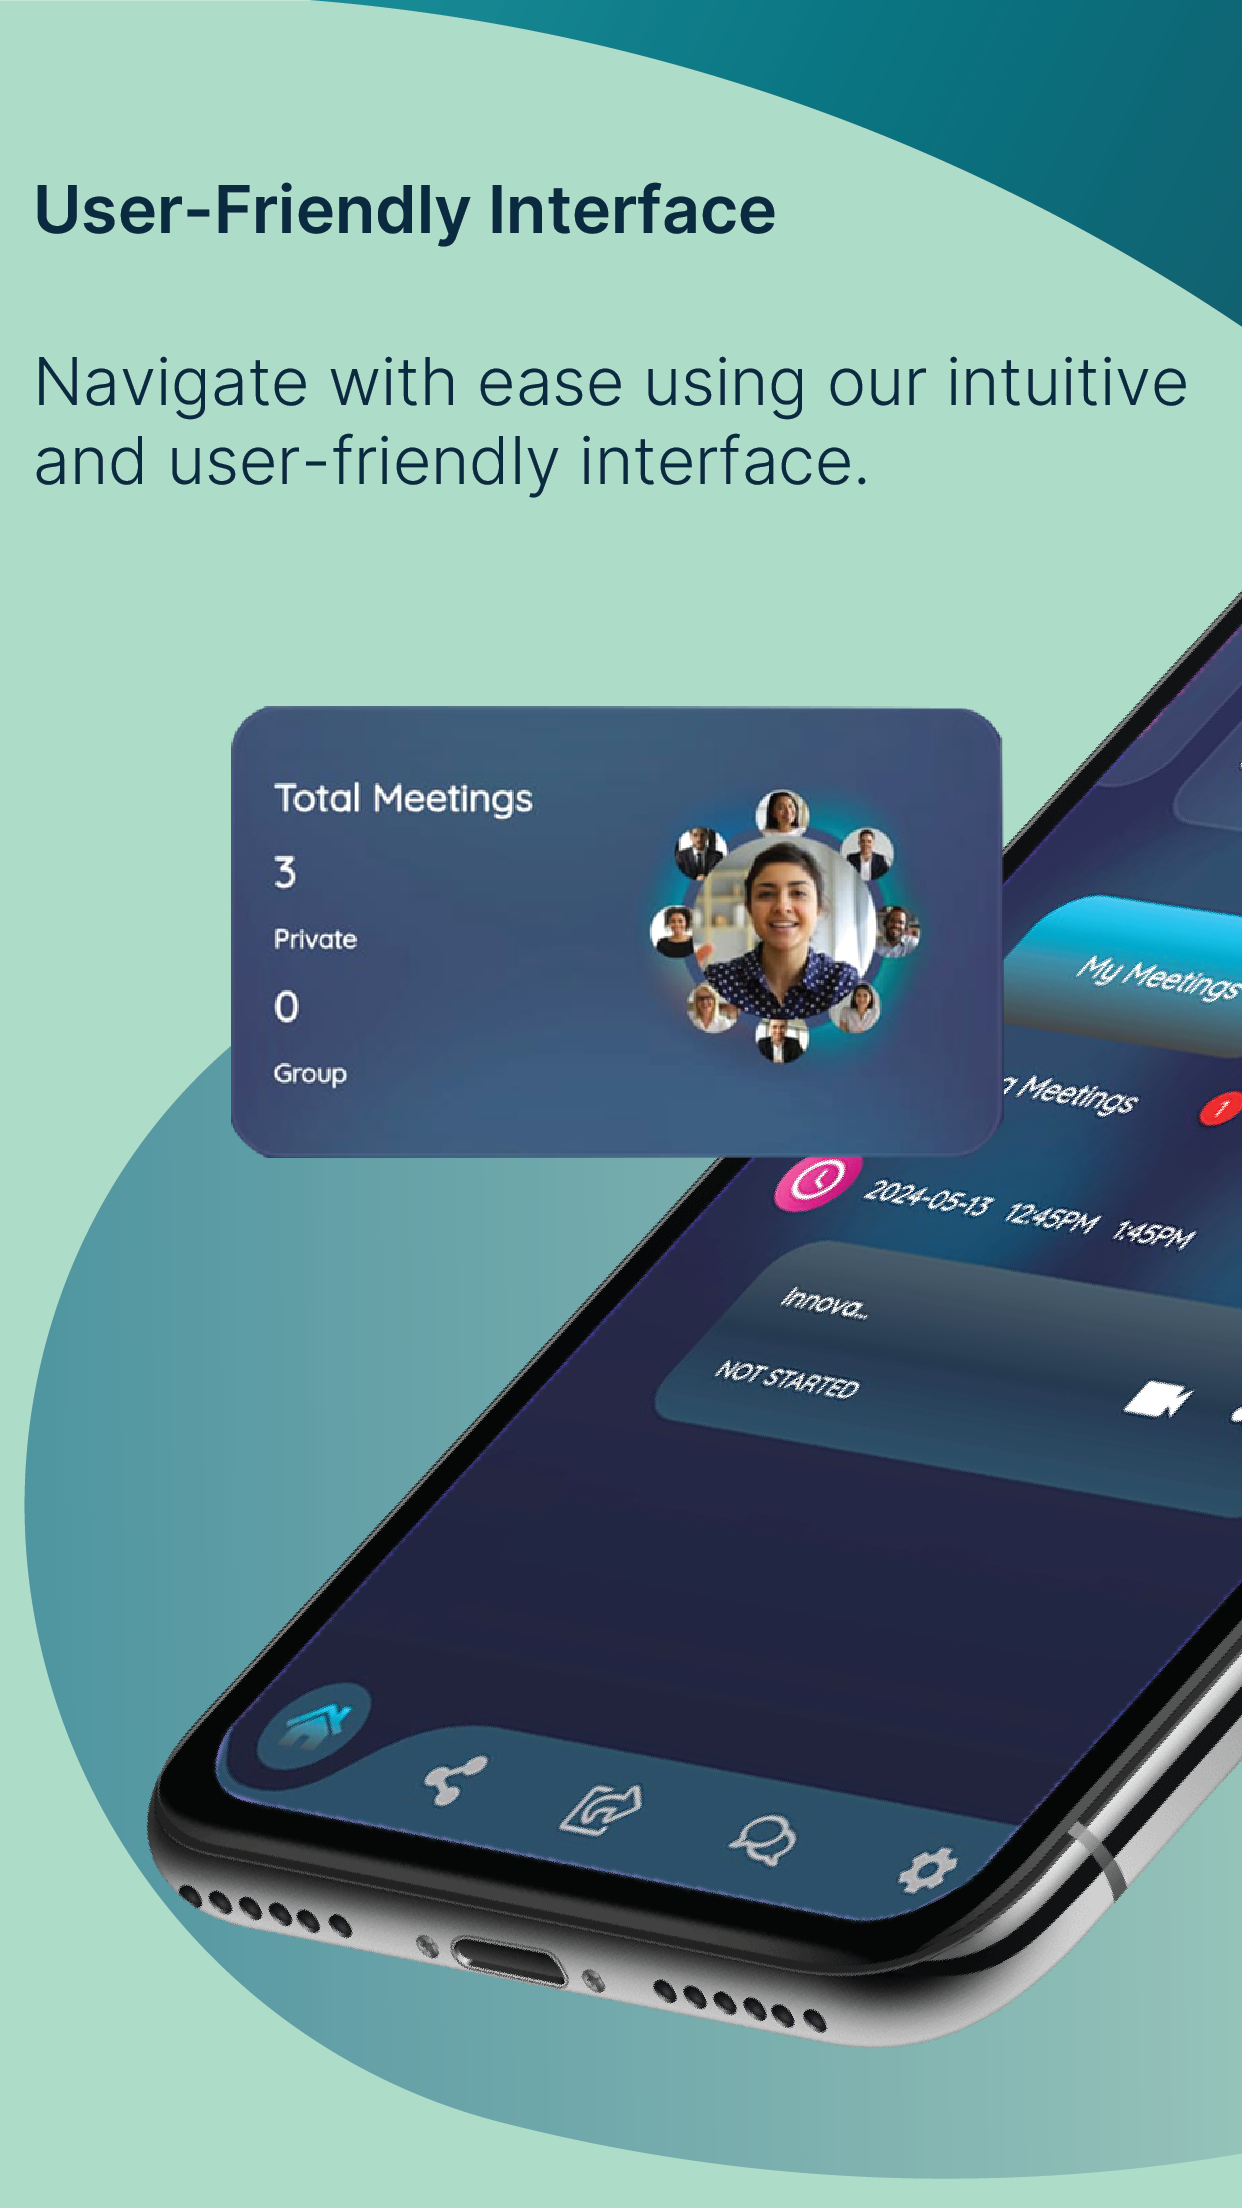 User-Friendly Interface
Navigate with ease using our intuitive
and user-friendly interface.
Total Meetings
3
Private
0
Group
My Meetings
Meetings
1
2024-05-13 12:45PM 1:45PM
Innova...
NOT STARTED